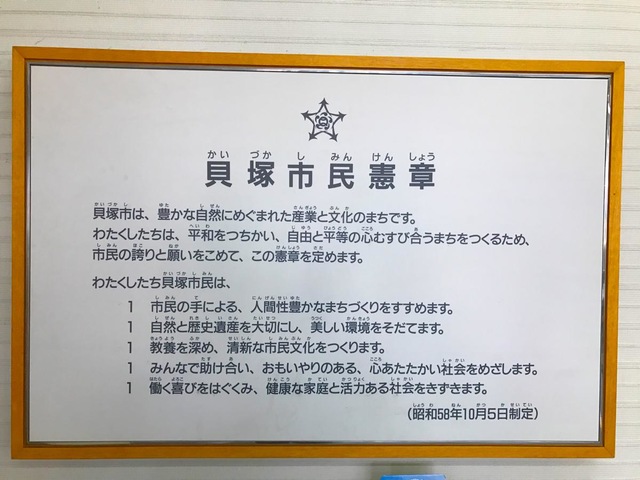 貝塚市民憲章
貝塚市は、豊かな自然にめぐまれた産業と文化のまちです。
わたくしたちは、平和をつちかい、自由と平等の心むすび合うまちをつくるため、
市民の誇りと願いをこめて、この憲章を定めます。
わたくしたち貝塚市民は、
1 市民の手による、人間性豊かなまちづくりをすすめます。
1 自然と歴史遺産を大切にし、美しい環境をそだてます。
1 教養を深め、清新な市民文化をつくります。
1 みんなで助け合い、おもいやりのある、心あたたかい社会をめざします。
1 働く喜びをはぐくみ、健康な家庭と活力ある社会をきずきます。
(昭和58年10月5日制定)